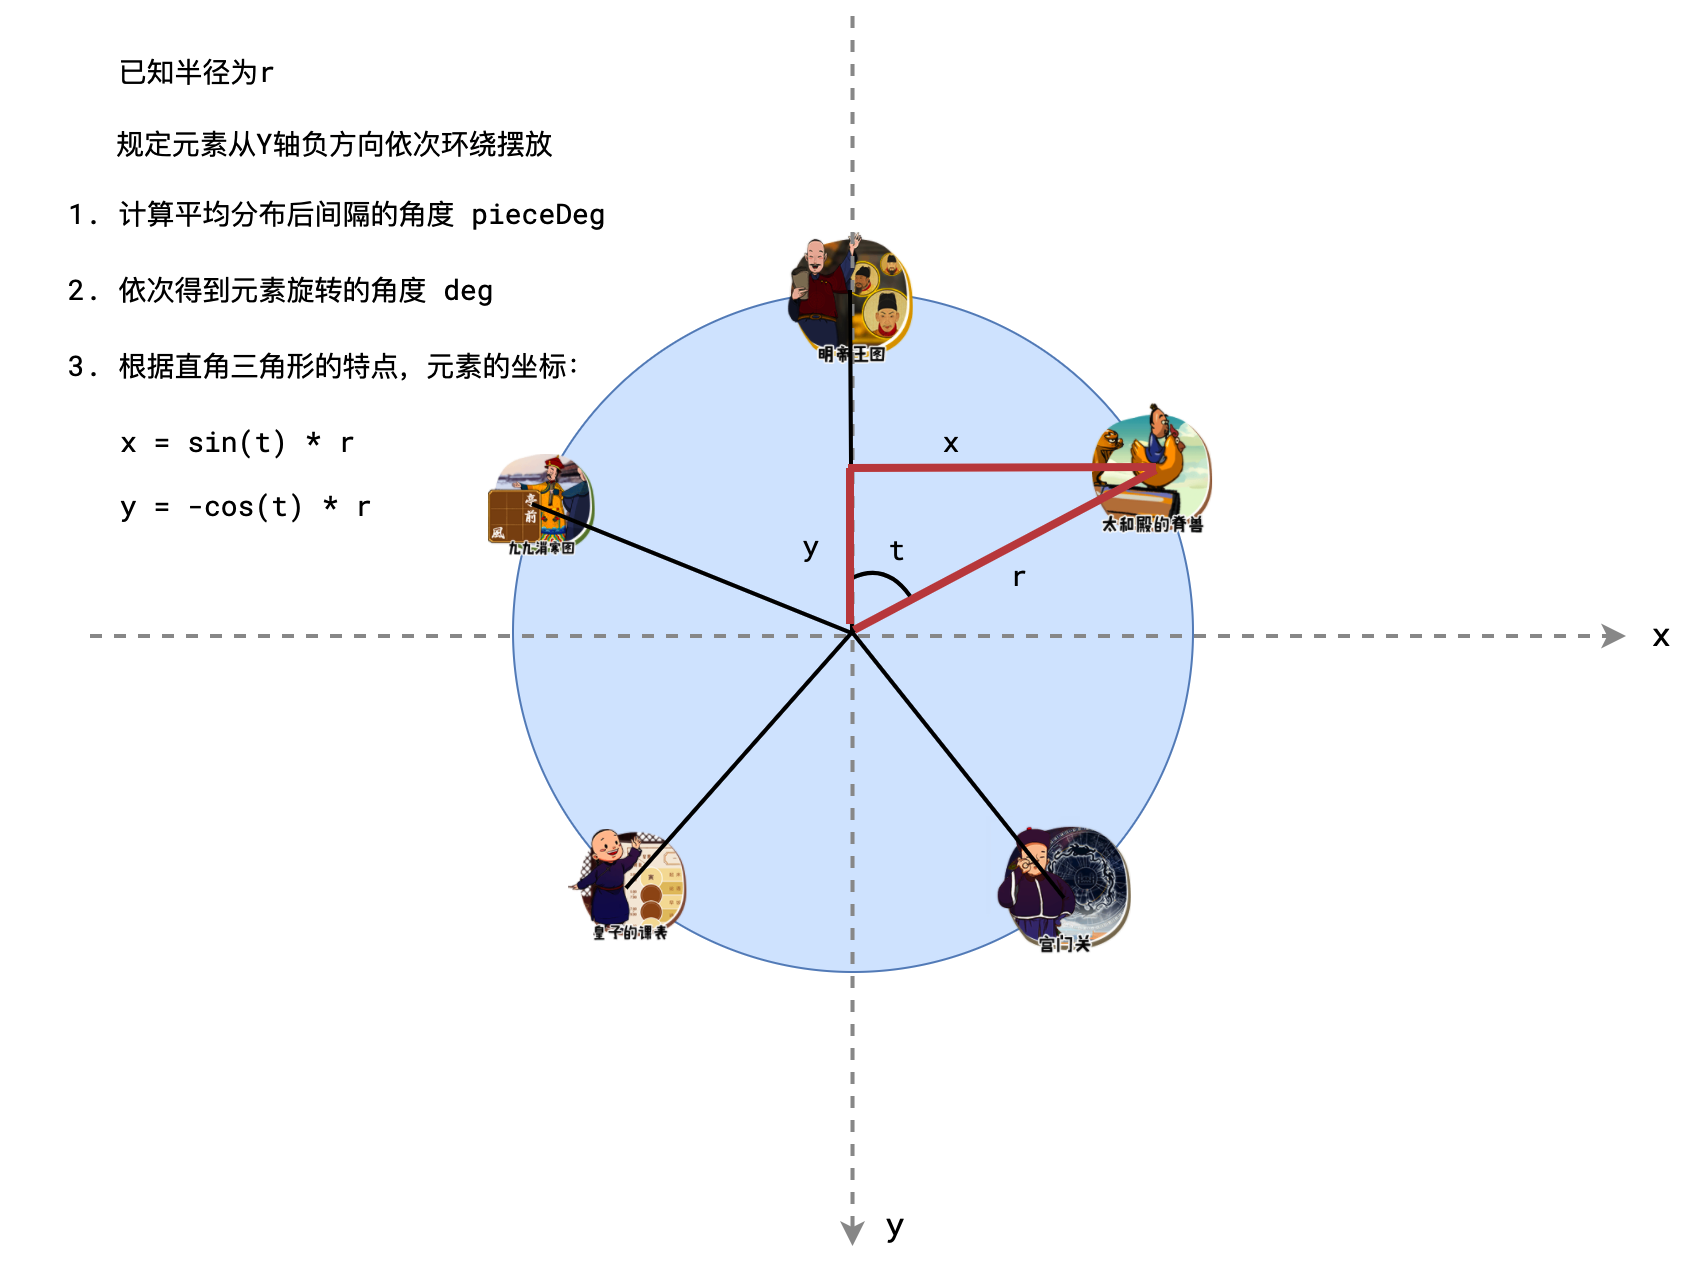 已知半径为r
规定元素从Y轴负方向依次环绕摆放
1. 计算平均分布后间隔的角度 pieceDeg
2. 依次得到元素旋转的角度 deg
3. 根据直角三角形的特点，元素的坐标：
x = sin(t) * r
y = -cos(t) * r
明帝王图
x
太和殿的脊兽
亭前
風
九九消寒图
y
t
r
x
皇子的课表
宫门关
y